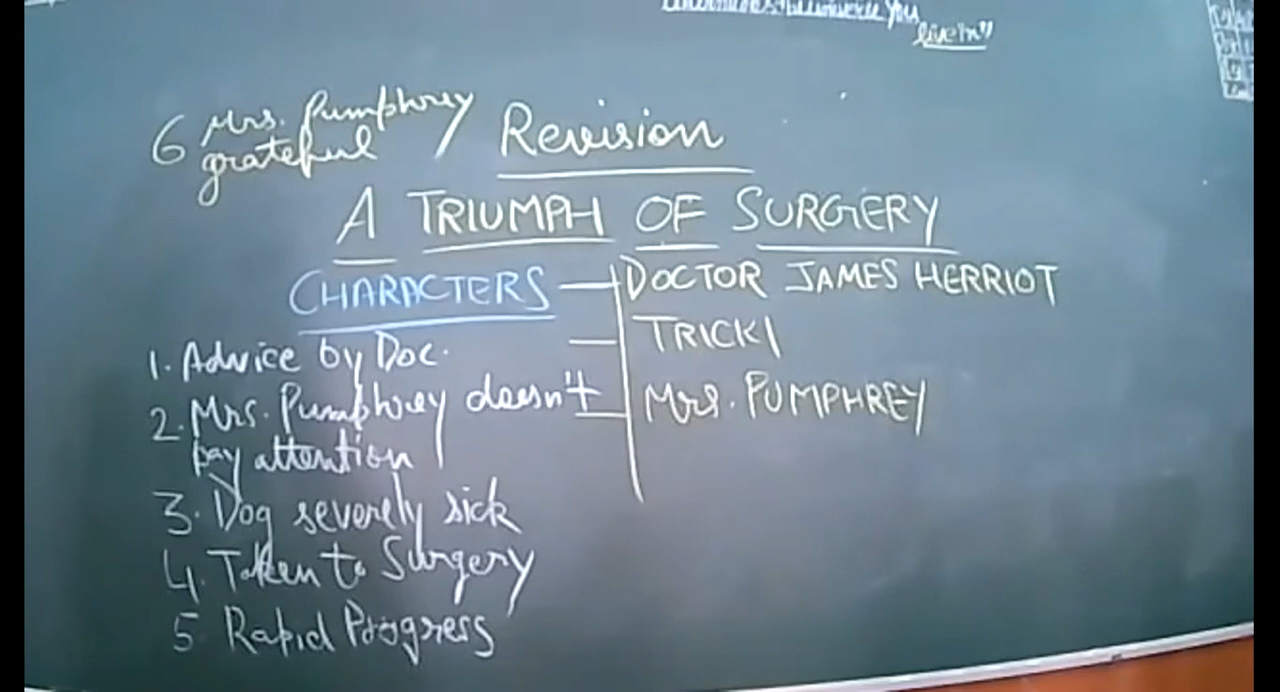 you
live in"
6 Mrs. Pumphrey
grateful
Revision
A TRIUMPH OF SURGERY
CHARACTERS
DOCTOR JAMES HERRIOT
TRICKI
Mrs. PUMPHREY
1. Advice by Doc.
2. Mrs. Pumphrey doesn't
pay attention
3. Dog severely sick
4. Taken to Surgery
5 Rapid Progress